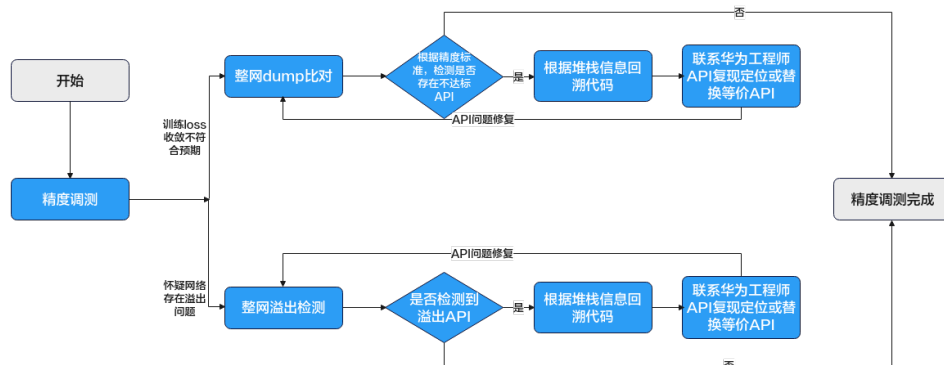 开始
精度调测
训练loss
收敛不符
合预期
怀疑网络
存在溢出
问题
整网dump比对
根据精度标
准，检测是否
存在不达标
API
是
否
根据堆栈信息回
溯代码
联系华为工程师
API复现定位或替
换等价API
API问题修复
精度调测完成
API问题修复
整网溢出检测
是否检测到
溢出API
是
根据堆栈信息回
溯代码
联系华为工程师
API复现定位或替
换等价API
否